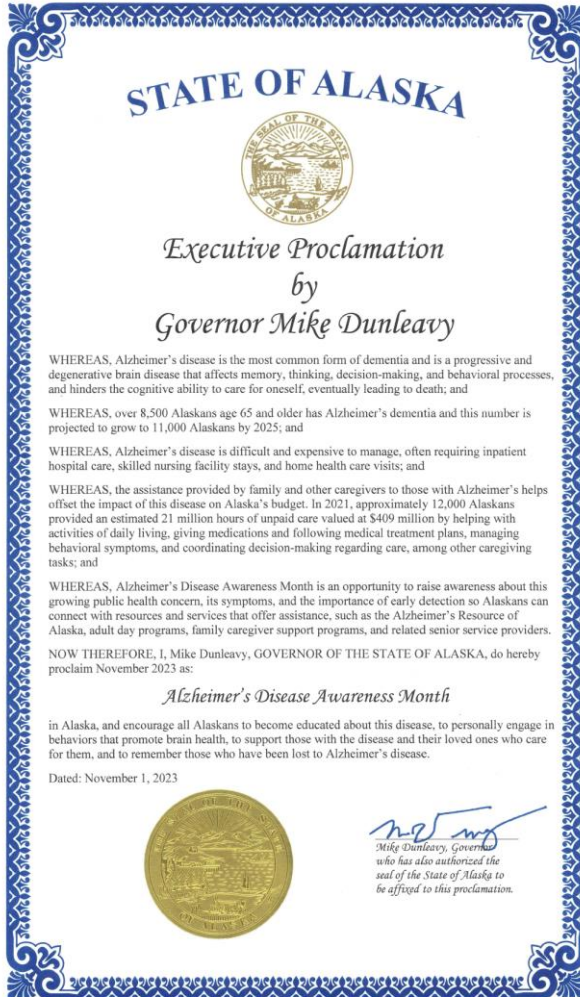 STATE OF ALASKA
THE SEAL OF THE STATE
OF ALASKA
Executive Proclamation
by
Governor Mike Dunleavy
WHEREAS, Alzheimer's disease is the most common form of dementia and is a progressive and
degenerative brain disease that affects memory, thinking, decision-making, and behavioral processes,
and hinders the cognitive ability to care for oneself, eventually leading to death; and
WHEREAS, over 8,500 Alaskans age 65 and older has Alzheimer's dementia and this number is
projected to grow to 11,000 Alaskans by 2025; and
WHEREAS, Alzheimer's disease is difficult and expensive to manage, often requiring inpatient
hospital care, skilled nursing facility stays, and home health care visits; and
WHEREAS, the assistance provided by family and other caregivers to those with Alzheimer's helps
offset the impact of this disease on Alaska's budget. In 2021, approximately 12,000 Alaskans
provided an estimated 21 million hours of unpaid care valued at $409 million by helping with
activities of daily living, giving medications and following medical treatment plans, managing
behavioral symptoms, and coordinating decision-making regarding care, among other caregiving
tasks; and
WHEREAS, Alzheimer's Disease Awareness Month is an opportunity to raise awareness about this
growing public health concern, its symptoms, and the importance of early detection so Alaskans can
connect with resources and services that offer assistance, such as the Alzheimer's Resource of
Alaska, adult day programs, family caregiver support programs, and related senior service providers.
NOW THEREFORE, I, Mike Dunleavy, GOVERNOR OF THE STATE OF ALASKA, do hereby
proclaim November 2023 as:
Alzheimer's Disease Awareness Month
in Alaska, and encourage all Alaskans to become educated about this disease, to personally engage in
behaviors that promote brain health, to support those with the disease and their loved ones who care
for them, and to remember those who have been lost to Alzheimer's disease.
Dated: November 1, 2023
THE SEAL OF THE STATE
OF ALASKA
Mike Dunleavy, Governor
who has also authorized the
seal of the State of Alaska to
be affixed to this proclamation.